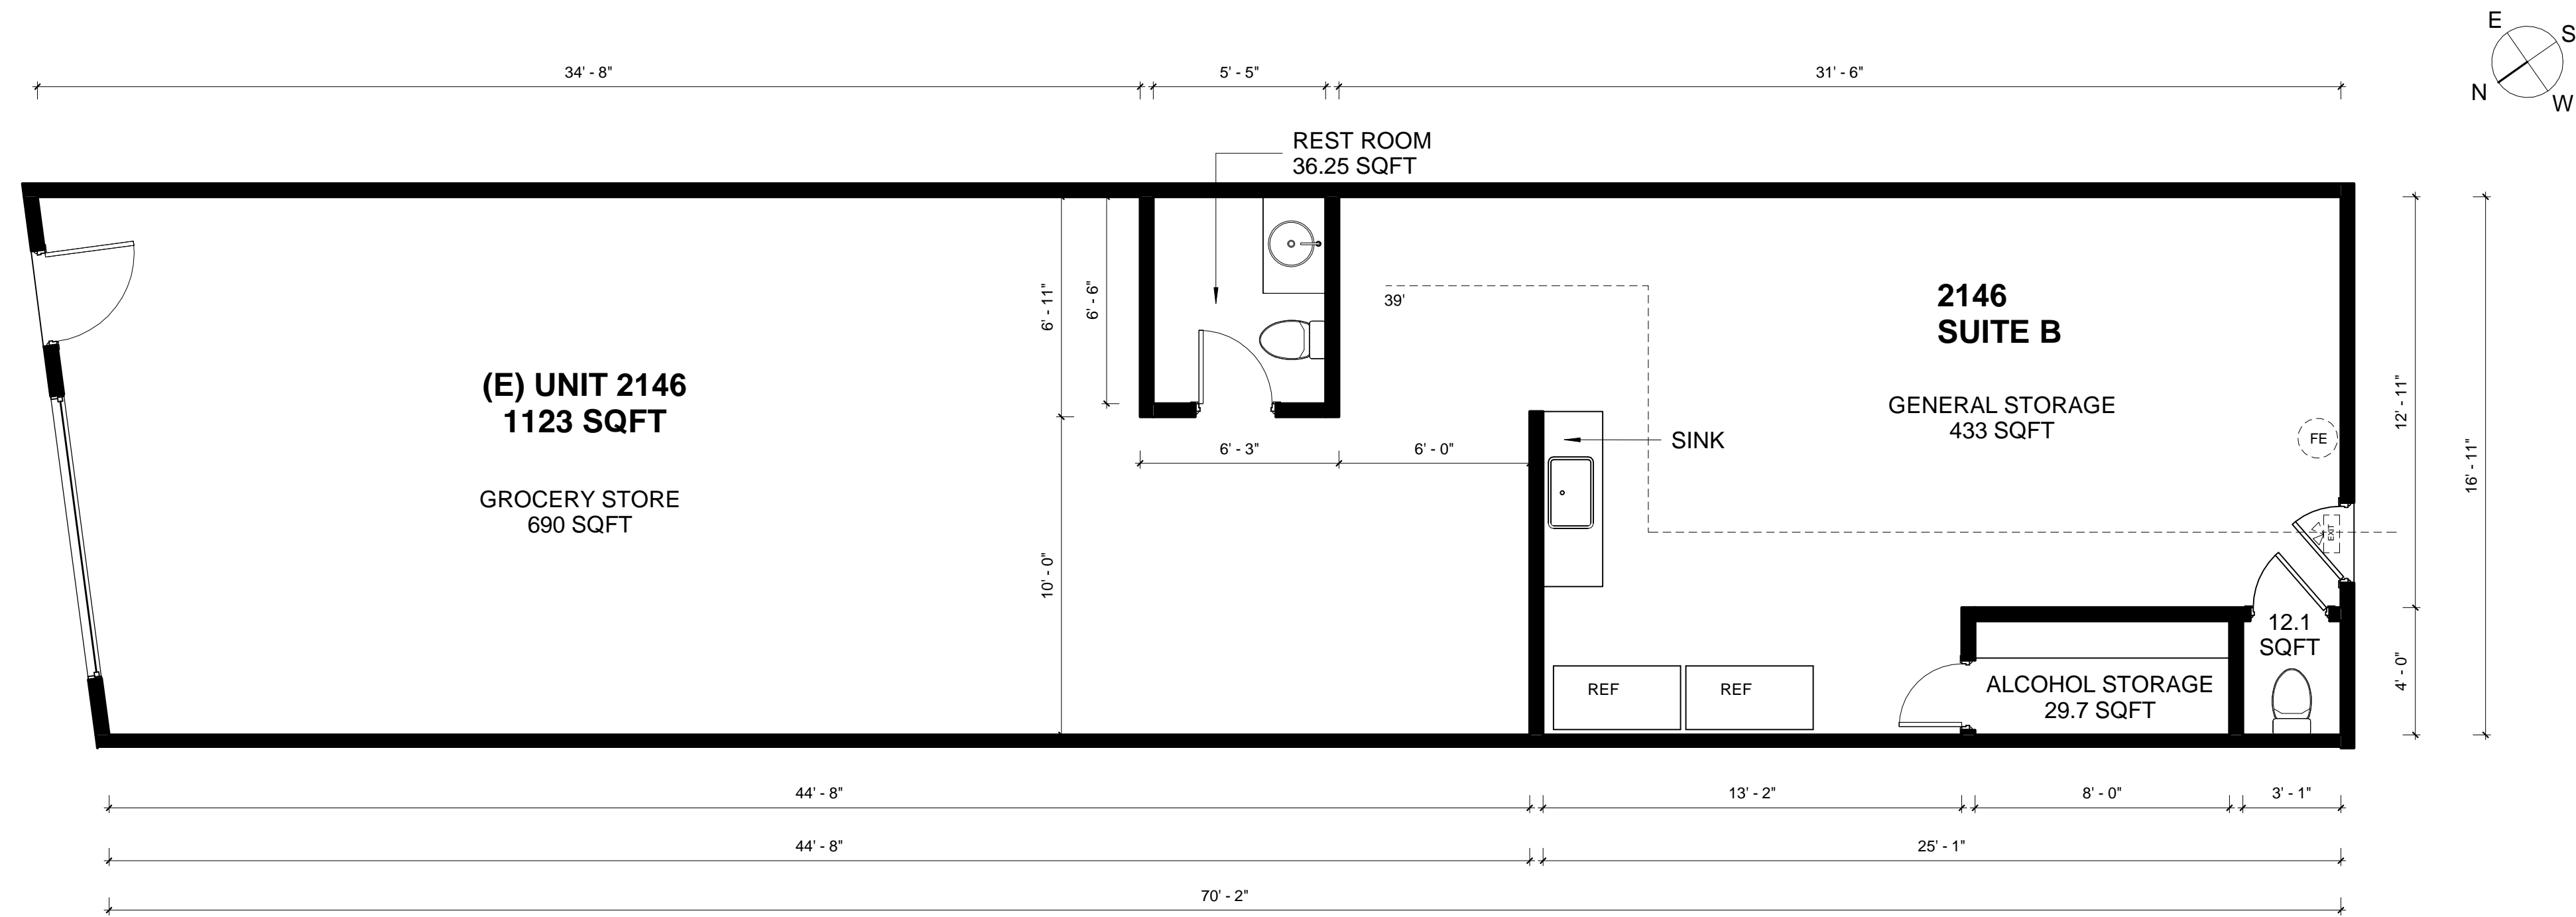 E
S
N
W
34' - 8"
5' - 5"
31' - 6"
REST ROOM
36.25 SQFT
6' - 11"
6' - 6"
39'
2146
SUITE B
(E) UNIT 2146
1123 SQFT
GENERAL STORAGE
433 SQFT
FE
12' - 11"
16' - 11"
SINK
6' - 3"
6' - 0"
GROCERY STORE
690 SQFT
EXIT
10' - 0"
12.1
SQFT
4' - 0"
REF
REF
ALCOHOL STORAGE
29.7 SQFT
44' - 8"
13' - 2"
8' - 0"
3' - 1"
44' - 8"
25' - 1"
70' - 2"